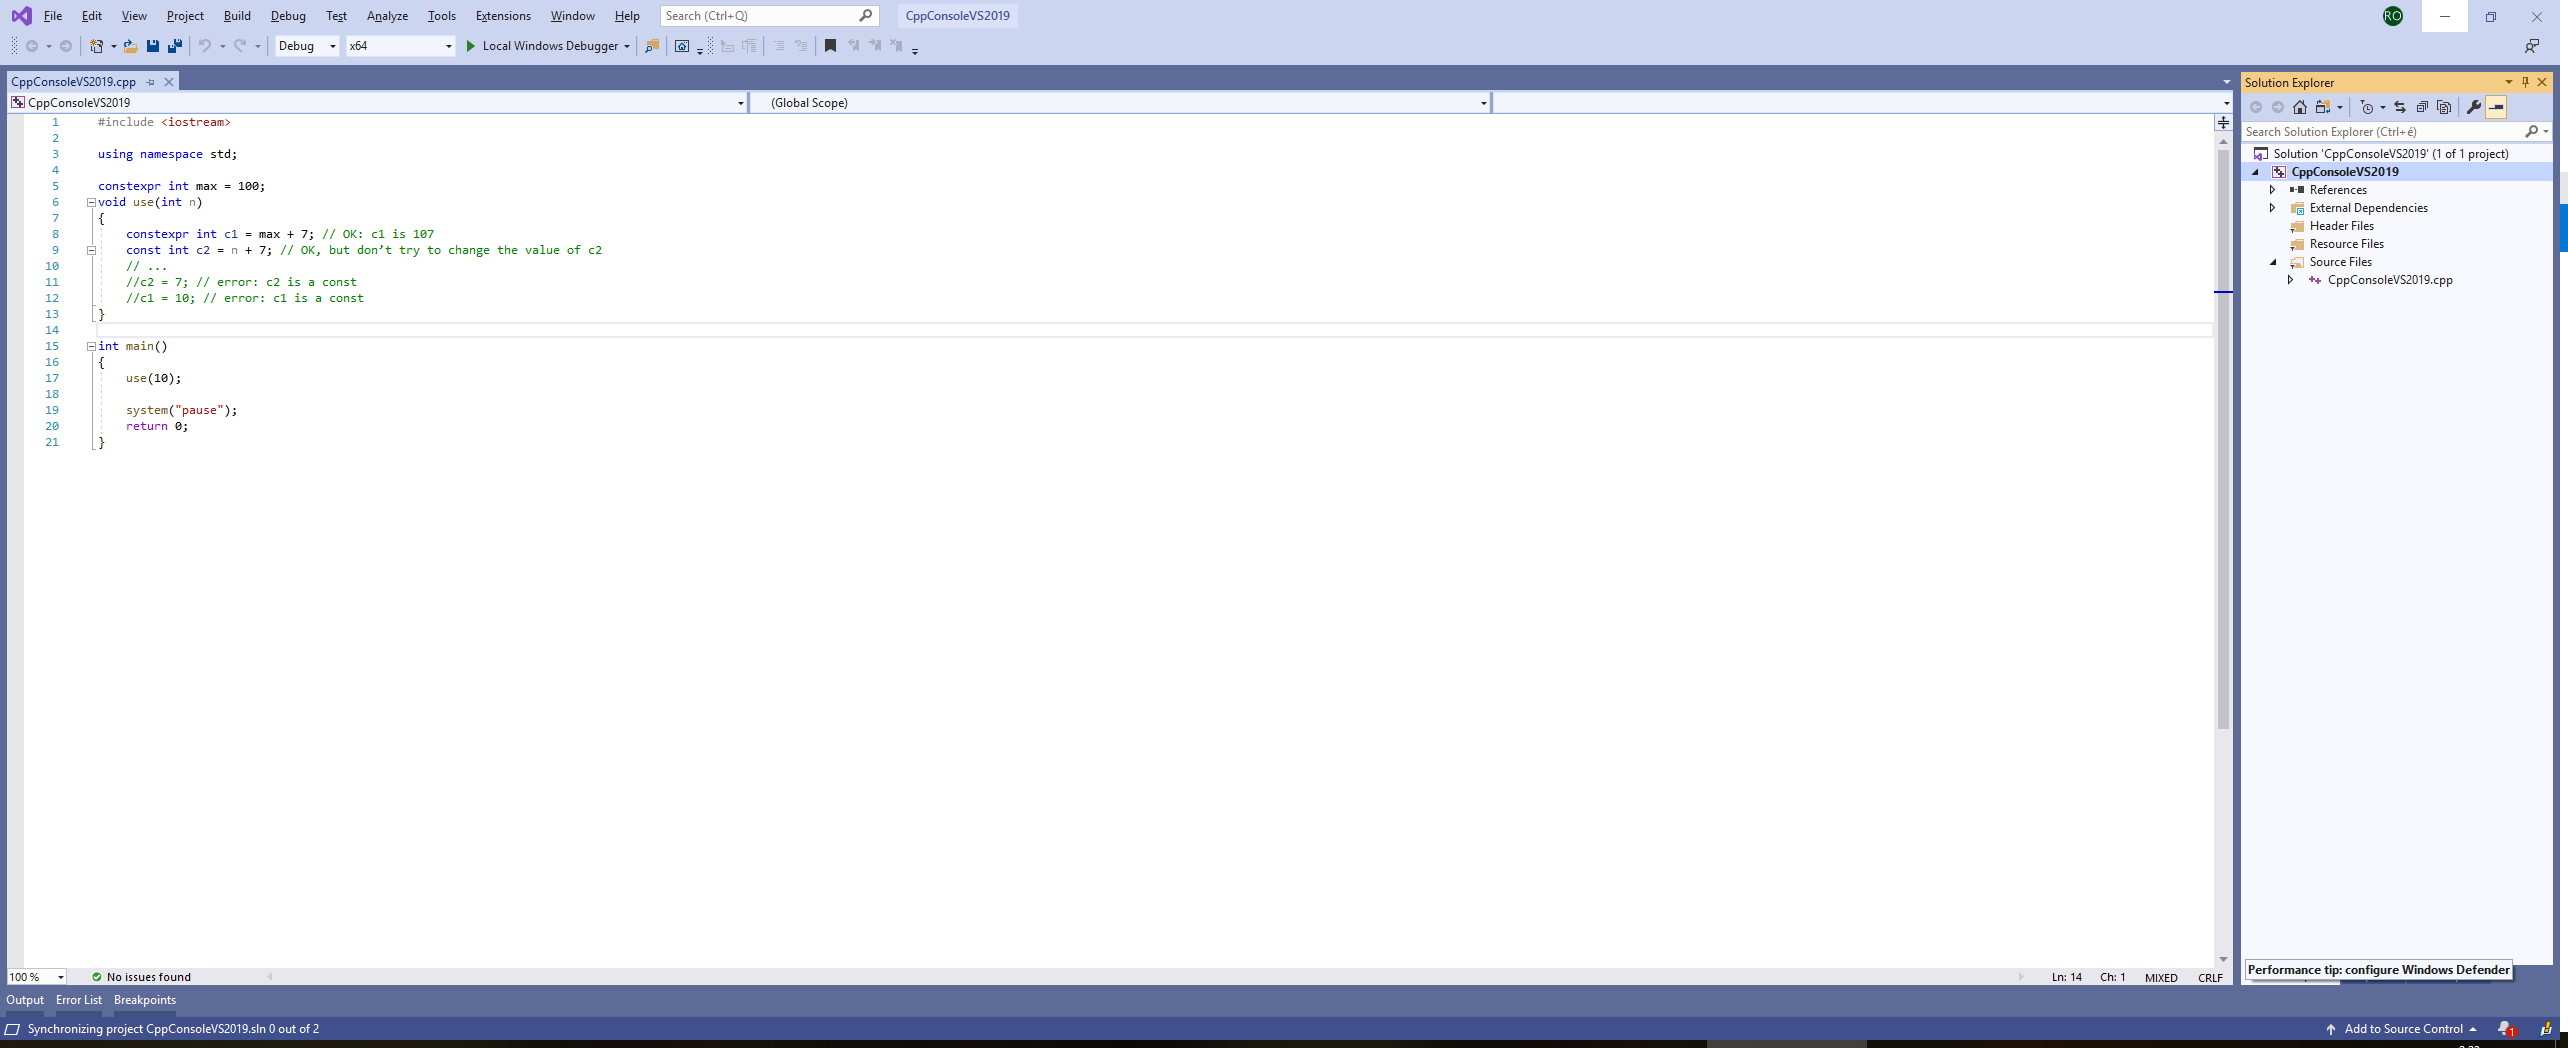 File Edit View Project Build Debug Test Analyze Tools Extensions Window Help Search (Ctrl+Q) CppConsoleVS2019 RO
Debug x64 Local Windows Debugger
CppConsoleVS2019.cpp
CppConsoleVS2019 (Global Scope)
1 #include <iostream>
2
3 using namespace std;
4
5 constexpr int max = 100;
6 void use(int n)
7 {
8 constexpr int c1 = max + 7; // OK: c1 is 107
9 const int c2 = n + 7; // OK, but don’t try to change the value of c2
10 // ...
11 //c2 = 7; // error: c2 is a const
12 //c1 = 10; // error: c1 is a const
13 }
14
15 int main()
16 {
17 use(10);
18
19 system("pause");
20 return 0;
21 }
100 % No issues found Ln: 14 Ch: 1 MIXED CRLF
Output Error List Breakpoints
Solution Explorer
Search Solution Explorer (Ctrl+é)
Solution 'CppConsoleVS2019' (1 of 1 project)
CppConsoleVS2019
References
External Dependencies
Header Files
Resource Files
Source Files
CppConsoleVS2019.cpp
Performance tip: configure Windows Defender
Synchronizing project CppConsoleVS2019.sln 0 out of 2 Add to Source Control 1